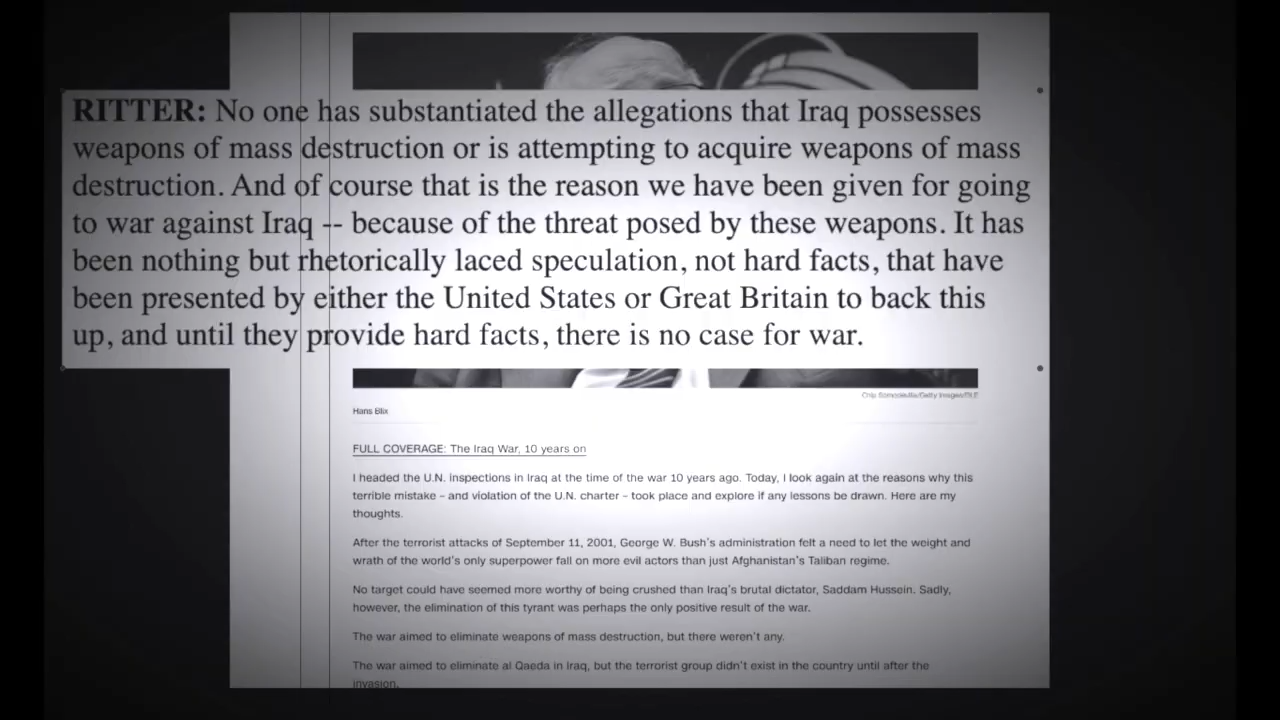 RITTER: No one has substantiated the allegations that Iraq possesses
weapons of mass destruction or is attempting to acquire weapons of mass
destruction. And of course that is the reason we have been given for going
to war against Iraq -- because of the threat posed by these weapons. It has
been nothing but rhetorically laced speculation, not hard facts, that have
been presented by either the United States or Great Britain to back this
up, and until they provide hard facts, there is no case for war.
Chip Somodevilla/Getty Images/FILE
Hans Blix
FULL COVERAGE: The Iraq War, 10 years on
I headed the U.N. inspections in Iraq at the time of the war 10 years ago. Today, I look again at the reasons why this
terrible mistake – and violation of the U.N. charter – took place and explore if any lessons be drawn. Here are my
thoughts.
After the terrorist attacks of September 11, 2001, George W. Bush's administration felt a need to let the weight and
wrath of the world's only superpower fall on more evil actors than just Afghanistan's Taliban regime.
No target could have seemed more worthy of being crushed than Iraq's brutal dictator, Saddam Hussein. Sadly,
however, the elimination of this tyrant was perhaps the only positive result of the war.
The war aimed to eliminate weapons of mass destruction, but there weren't any.
The war aimed to eliminate al Qaeda in Iraq, but the terrorist group didn't exist in the country until after the
invasion.